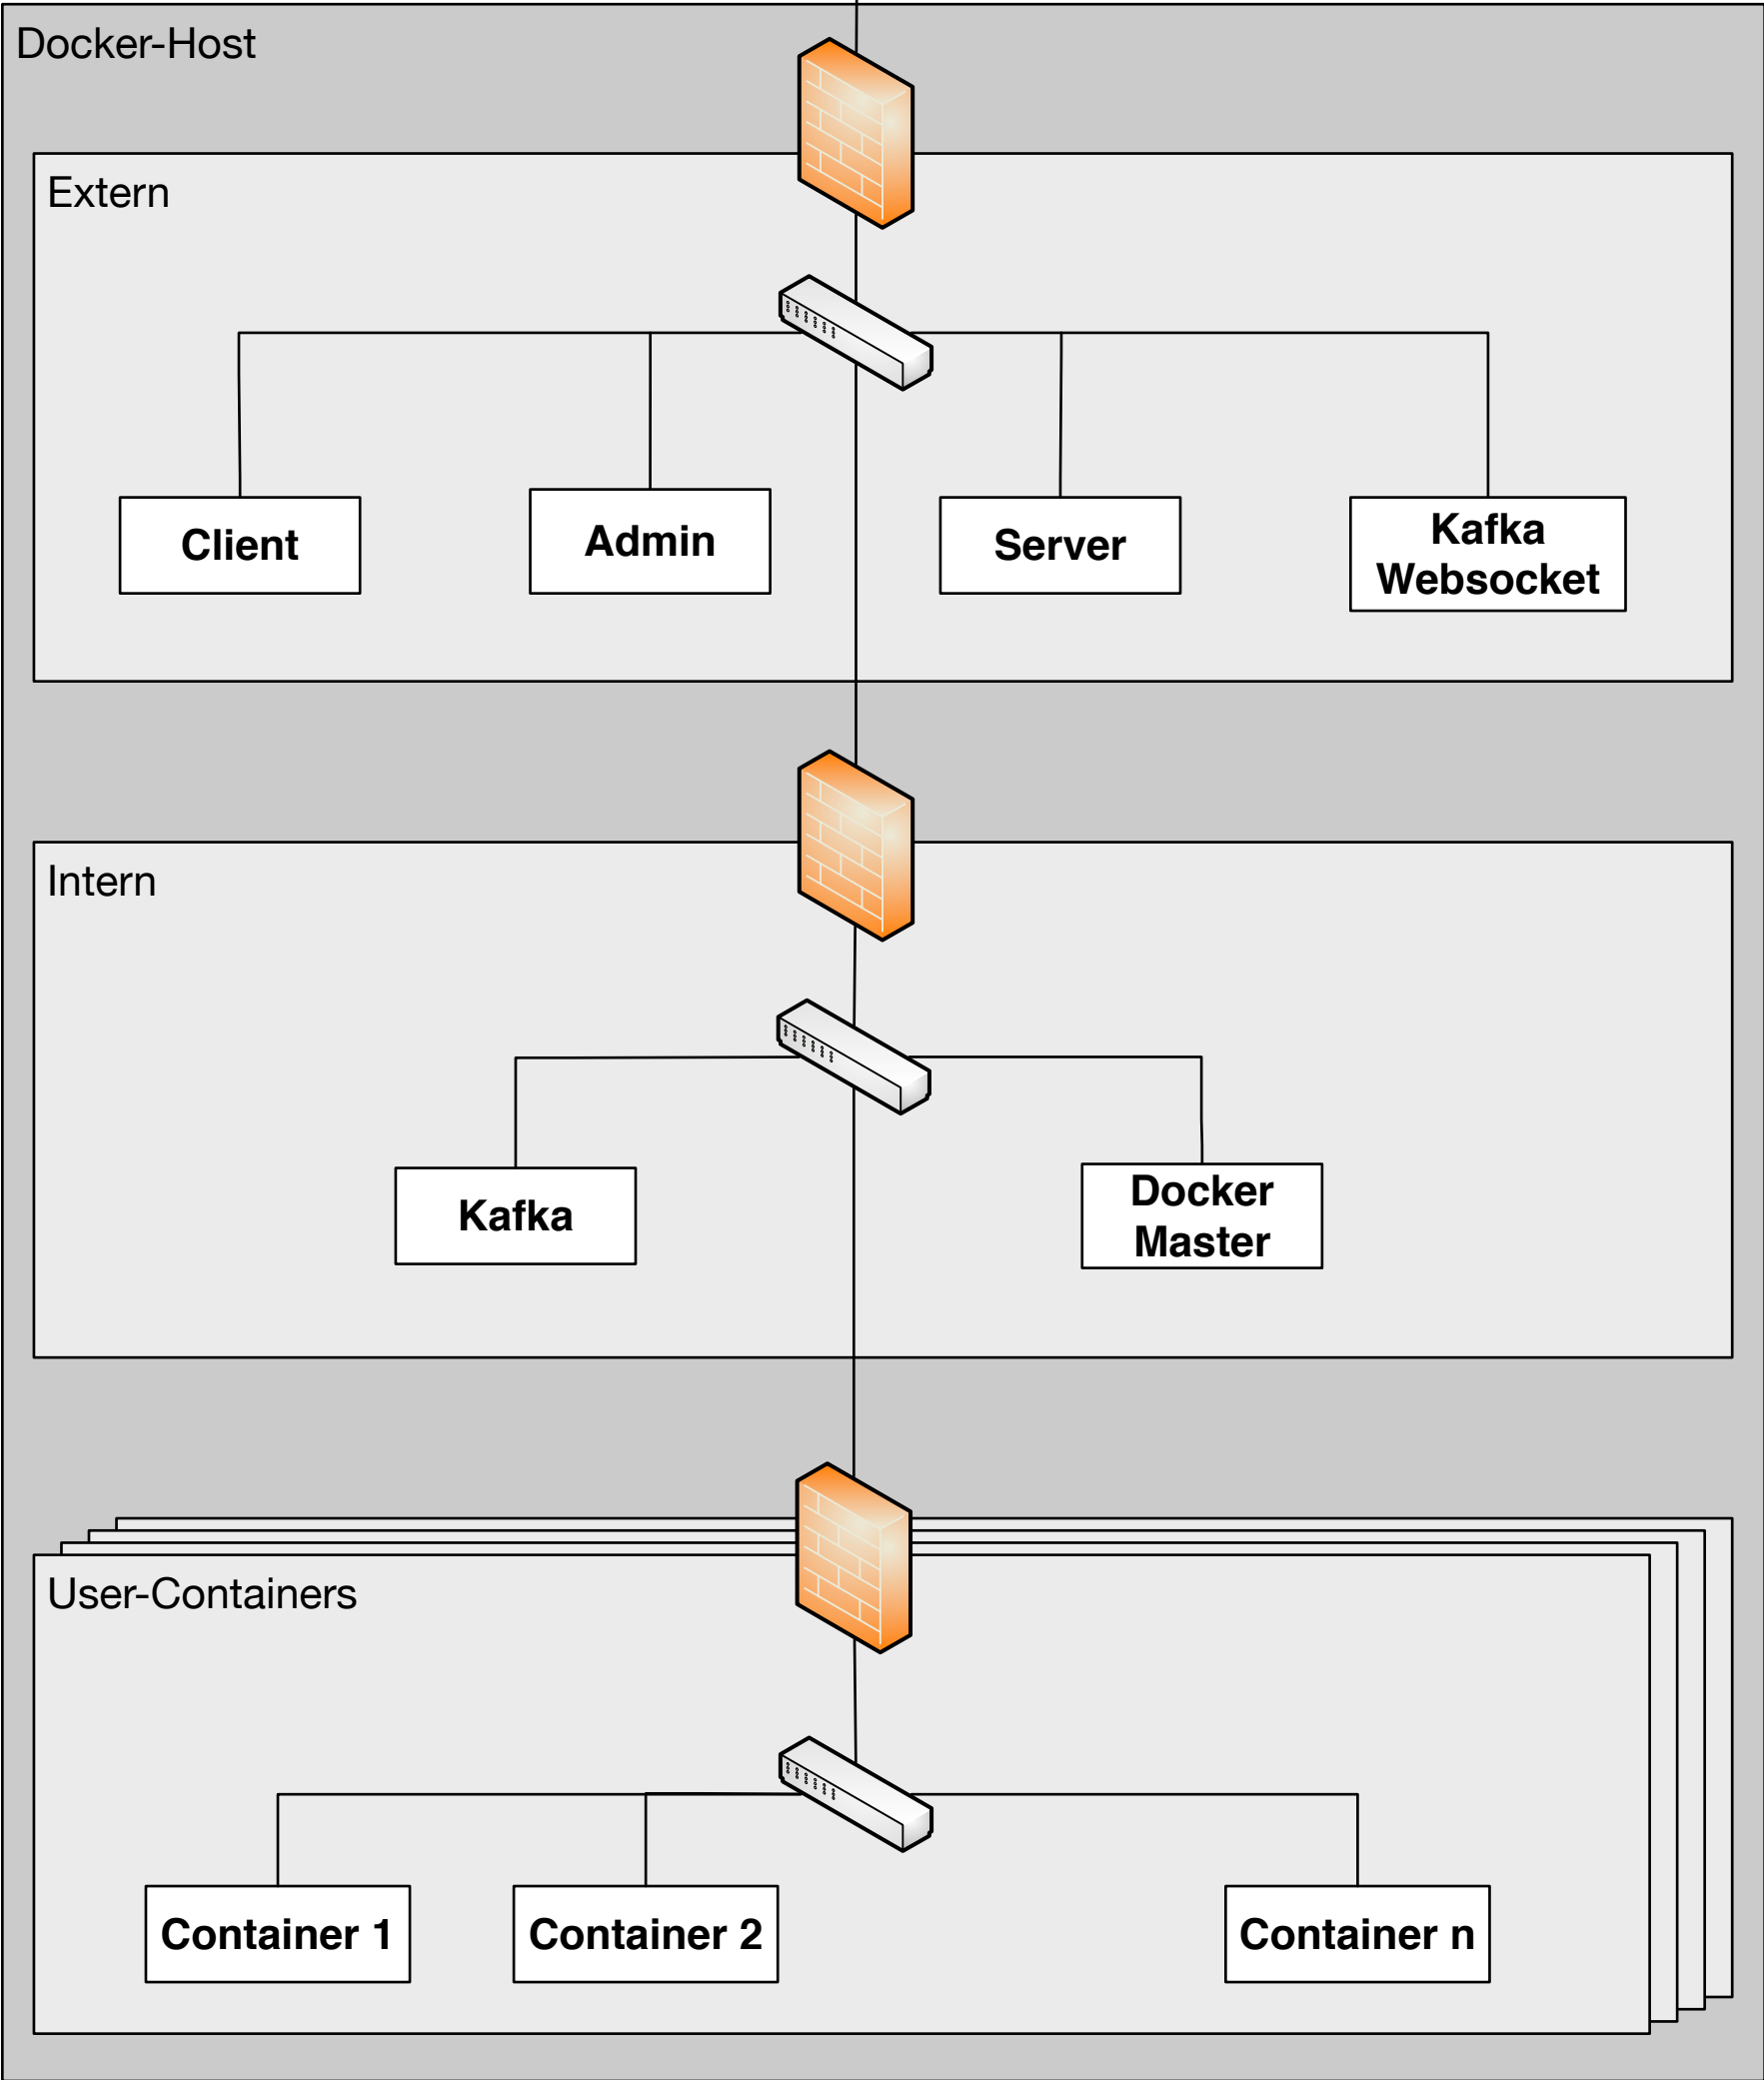 Docker-Host
Extern
Client
Admin
Server
Kafka
Websocket
Intern
Kafka
Docker
Master
User-Containers
Container 1
Container 2
Container n